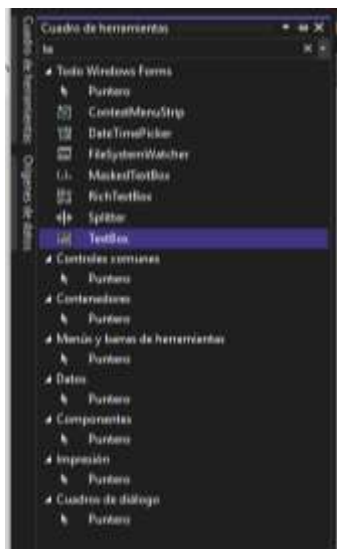 Cuadro de herramientas
Todo Windows Forms
Puntero
ContextMenuStrip
DateTimePicker
FileSystemWatcher
MaskedTextBox
RichTextBox
Splitter
TextBox
Controles comunes
Puntero
Contenedores
Puntero
Menús y barras de herramientas
Puntero
Datos
Puntero
Componentes
Puntero
Impresión
Puntero
Cuadros de diálogo
Puntero
Cuadro de herramientas
Orígenes de datos